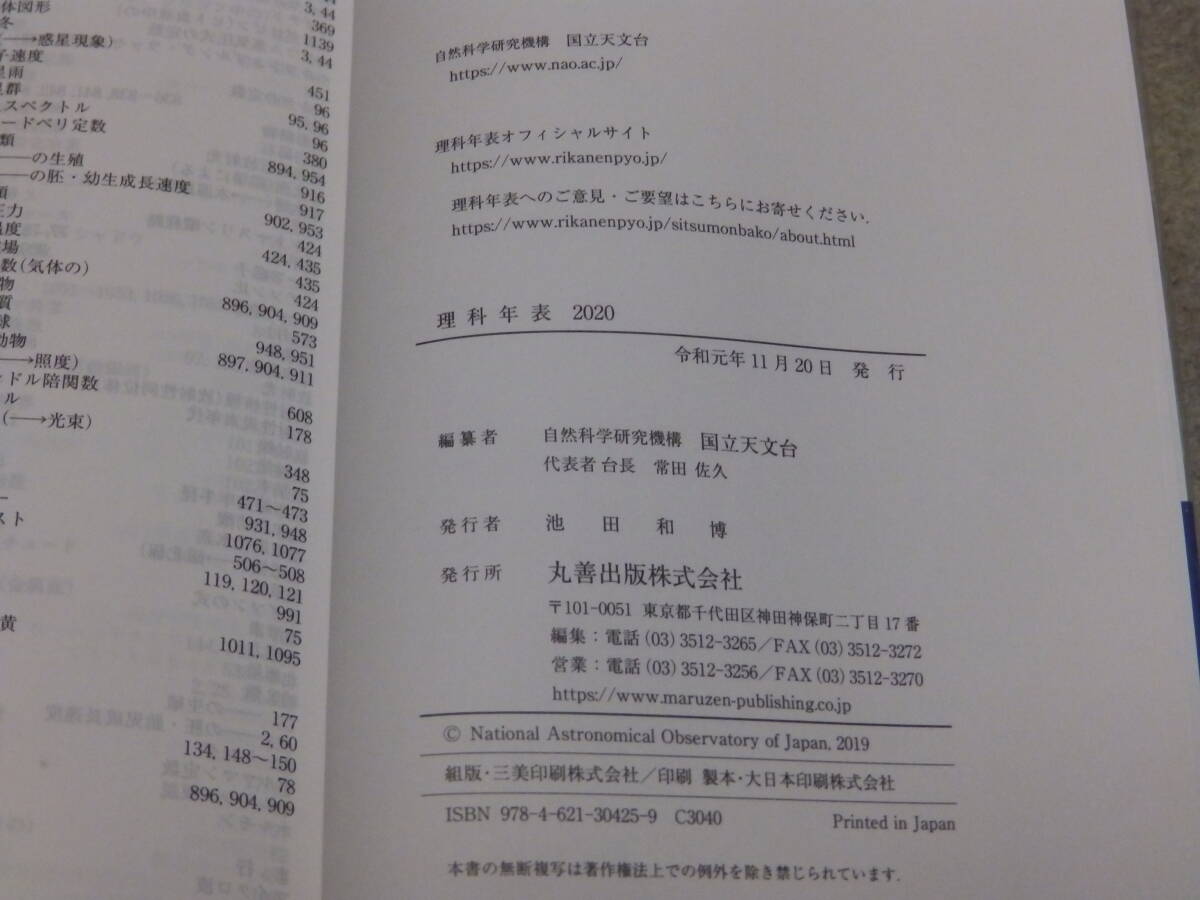 体図形
冬
(─→惑星現象)
子速度
星雨
星群
スペクトル
ードベリ定数
類
──の生殖
──の胚・幼生成長速度
類
圧力
温度
場
数(気体の)
物
質
球
動物
─→照度)
ドル陪関数
ル
(─→光束)
スト
黄
3, 44
369
1139
3, 44
451
96
95, 96
96
380
894, 954
916
917
902, 953
424
424, 435
435
424
896, 904, 909
573
948, 951
897, 904, 911
608
178
348
75
471～473
931, 948
1076, 1077
506～508
119, 120, 121
991
75
1011, 1095
177
2, 60
134, 148～150
78
896, 904, 909
自然科学研究機構 国立天文台
https://www.nao.ac.jp/
理科年表オフィシャルサイト
https://www.rikanenpyo.jp/
理科年表へのご意見・ご要望はこちらにお寄せください.
https://www.rikanenpyo.jp/sitsumonbako/about.html
理科年表 2020
令和元年11月20日 発行
編纂者 自然科学研究機構 国立天文台
代表者 台長 常田 佐久
発行者 池田和博
発行所 丸善出版株式会社
〒101-0051 東京都千代田区神田神保町二丁目17番
編集：電話(03)3512-3265／FAX(03)3512-3272
営業：電話(03)3512-3256／FAX(03)3512-3270
https://www.maruzen-publishing.co.jp
© National Astronomical Observatory of Japan, 2019
組版・三美印刷株式会社／印刷 製本・大日本印刷株式会社
ISBN 978-4-621-30425-9 C3040
Printed in Japan
本書の無断複写は著作権法上での例外を除き禁じられています.